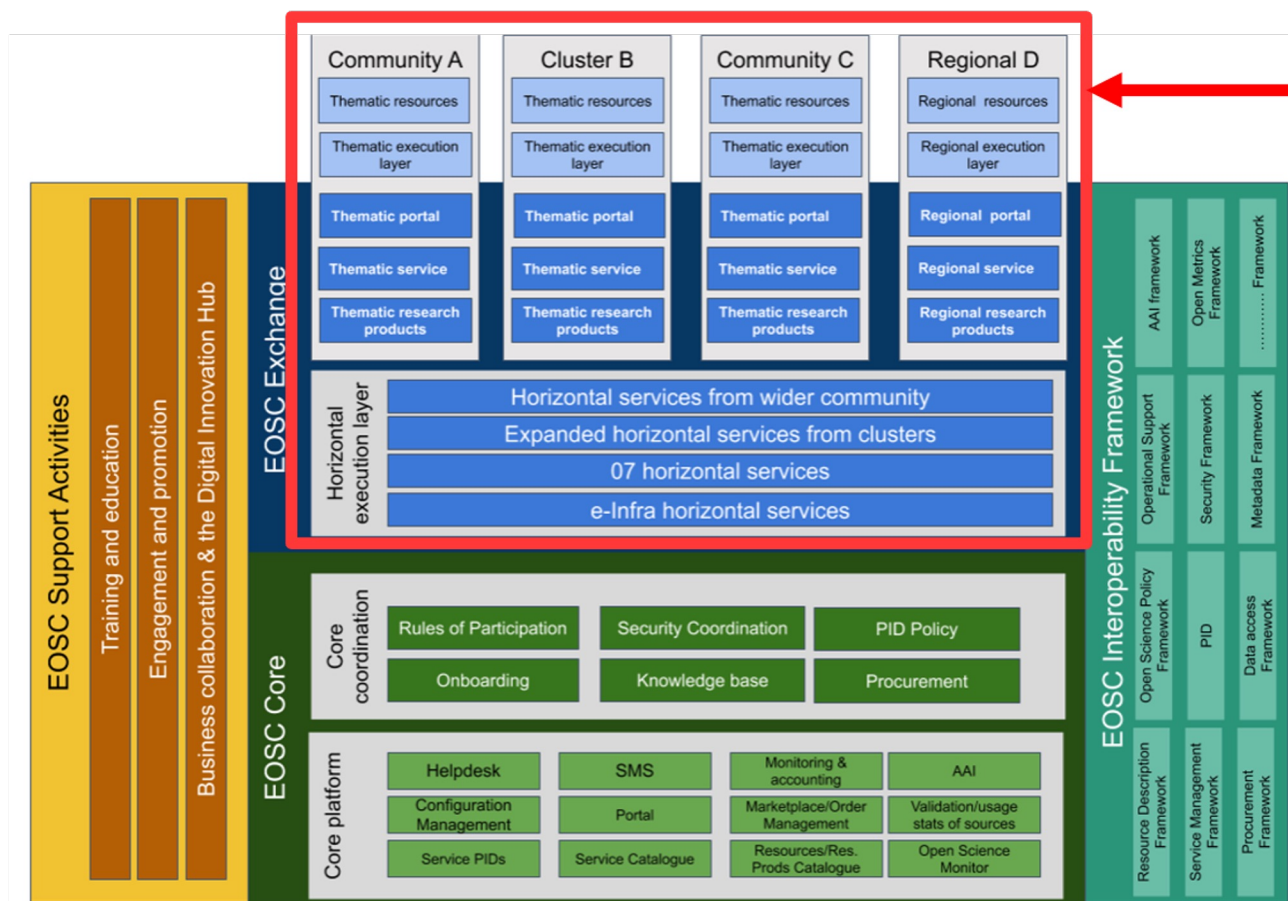 Community A
Thematic resources
Thematic execution
layer
Thematic portal
Thematic service
Thematic research
products
Cluster B
Thematic resources
Thematic execution
layer
Thematic portal
Thematic service
Thematic research
products
Community C
Thematic resources
Thematic execution
layer
Thematic portal
Thematic service
Thematic research
products
Regional D
Regional resources
Regional execution
layer
Regional portal
Regional service
Regional research
products
EOSC Support Activities
Training and education
Engagement and promotion
Business collaboration & the Digital Innovation Hub
EOSC Exchange
Horizontal
execution layer
Horizontal services from wider community
Expanded horizontal services from clusters
07 horizontal services
e-Infra horizontal services
EOSC Core
Core
coordination
Rules of Participation
Security Coordination
PID Policy
Onboarding
Knowledge base
Procurement
Core platform
Helpdesk
SMS
Monitoring &
accounting
AAI
Configuration
Management
Portal
Marketplace/Order
Management
Validation/usage
stats of sources
Service PIDs
Service Catalogue
Resources/Res.
Prods Catalogue
Open Science
Monitor
EOSC Interoperability Framework
AAI framework
Open Metrics
Framework
........... Framework
Operational Support
Framework
Security Framework
Metadata Framework
Open Science Policy
Framework
PID
Data access
Framework
Resource Description
Framework
Service Management
Framework
Procurement
Framework